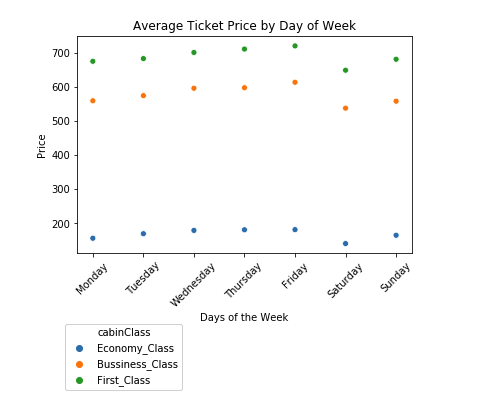 Average Ticket Price by Day of Week
Price
700
600
500
400
300
200
Monday
Tuesday
Wednesday
Thursday
Friday
Saturday
Sunday
Days of the Week
cabinClass
Economy_Class
Bussiness_Class
First_Class